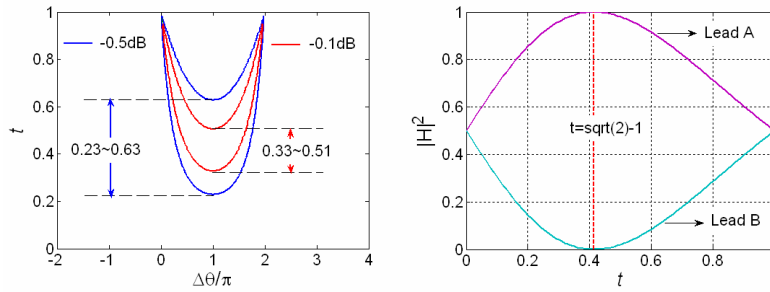 1
0.8
0.6
0.4
0.2
0
t
-0.5dB
-0.1dB
0.23~0.63
0.33~0.51
-2 -1 0 1 2 3 4
Δθ/π
1
0.8
0.6
0.4
0.2
0
|H|²
Lead A
t=sqrt(2)-1
Lead B
0 0.2 0.4 0.6 0.8
t